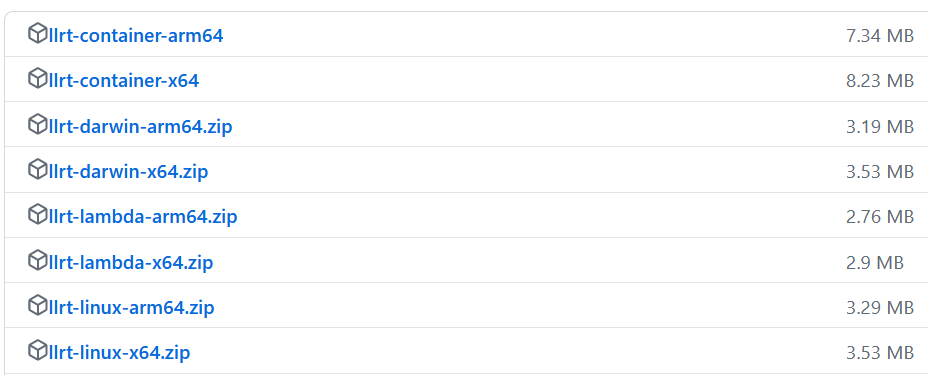 llrt-container-arm64 7.34 MB
llrt-container-x64 8.23 MB
llrt-darwin-arm64.zip 3.19 MB
llrt-darwin-x64.zip 3.53 MB
llrt-lambda-arm64.zip 2.76 MB
llrt-lambda-x64.zip 2.9 MB
llrt-linux-arm64.zip 3.29 MB
llrt-linux-x64.zip 3.53 MB